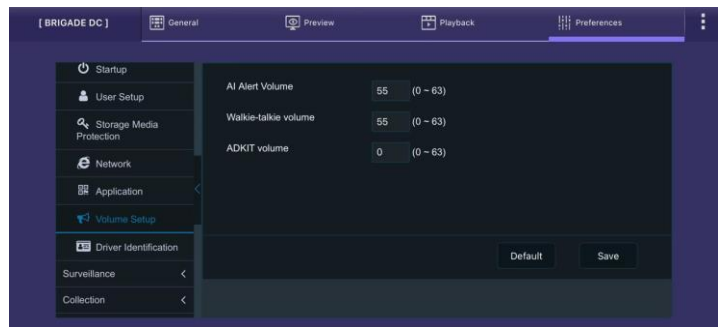 [ BRIGADE DC ] General Preview Playback Preferences
Startup
User Setup
Storage Media
Protection
Network
Application
Volume Setup
Driver Identification
Surveillance
Collection
AI Alert Volume 55 (0 ~ 63)
Walkie-talkie volume 55 (0 ~ 63)
ADKIT volume 0 (0 ~ 63)
Default Save